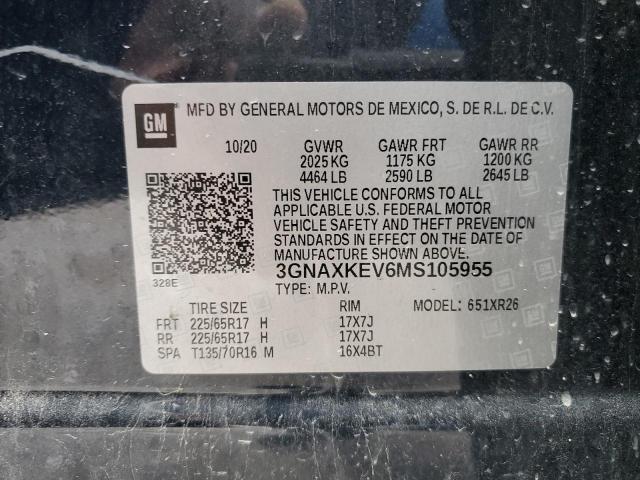 GM MFD BY GENERAL MOTORS DE MEXICO, S. DE R.L. DE C.V.
10/20 GVWR GAWR FRT GAWR RR
2025 KG 1175 KG 1200 KG
4464 LB 2590 LB 2645 LB
THIS VEHICLE CONFORMS TO ALL
APPLICABLE U.S. FEDERAL MOTOR
VEHICLE SAFETY AND THEFT PREVENTION
STANDARDS IN EFFECT ON THE DATE OF
MANUFACTURE SHOWN ABOVE.
328E 3GNAXKEV6MS105955
TYPE: M.P.V.
TIRE SIZE RIM MODEL: 651XR26
FRT 225/65R17 H 17X7J
RR 225/65R17 H 17X7J
SPA T135/70R16 M 16X4BT